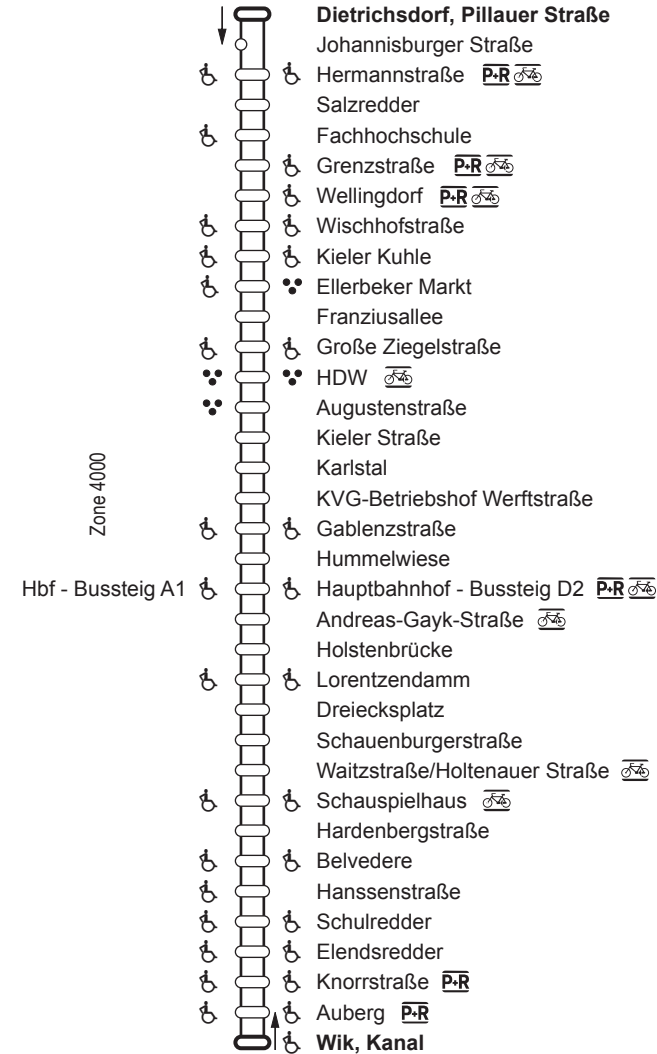 Dietrichsdorf, Pillauer Straße
Johannisburger Straße
Hermannstraße P+R
Salzredder
Fachhochschule
Grenzstraße P+R
Wellingdorf P+R
Wischhofstraße
Kieler Kuhle
Ellerbeker Markt
Franziusallee
Große Ziegelstraße
HDW
Augustenstraße
Kieler Straße
Karlstal
Zone 4000
KVG-Betriebshof Werftstraße
Gablenzstraße
Hummelwiese
Hbf - Bussteig A1 Hauptbahnhof - Bussteig D2 P+R
Andreas-Gayk-Straße
Holstenbrücke
Lorentzendamm
Dreiecksplatz
Schauenburgerstraße
Waitzstraße/Holtenauer Straße
Schauspielhaus
Hardenbergstraße
Belvedere
Hanssenstraße
Schulredder
Elendsredder
Knorrstraße P+R
Auberg P+R
Wik, Kanal